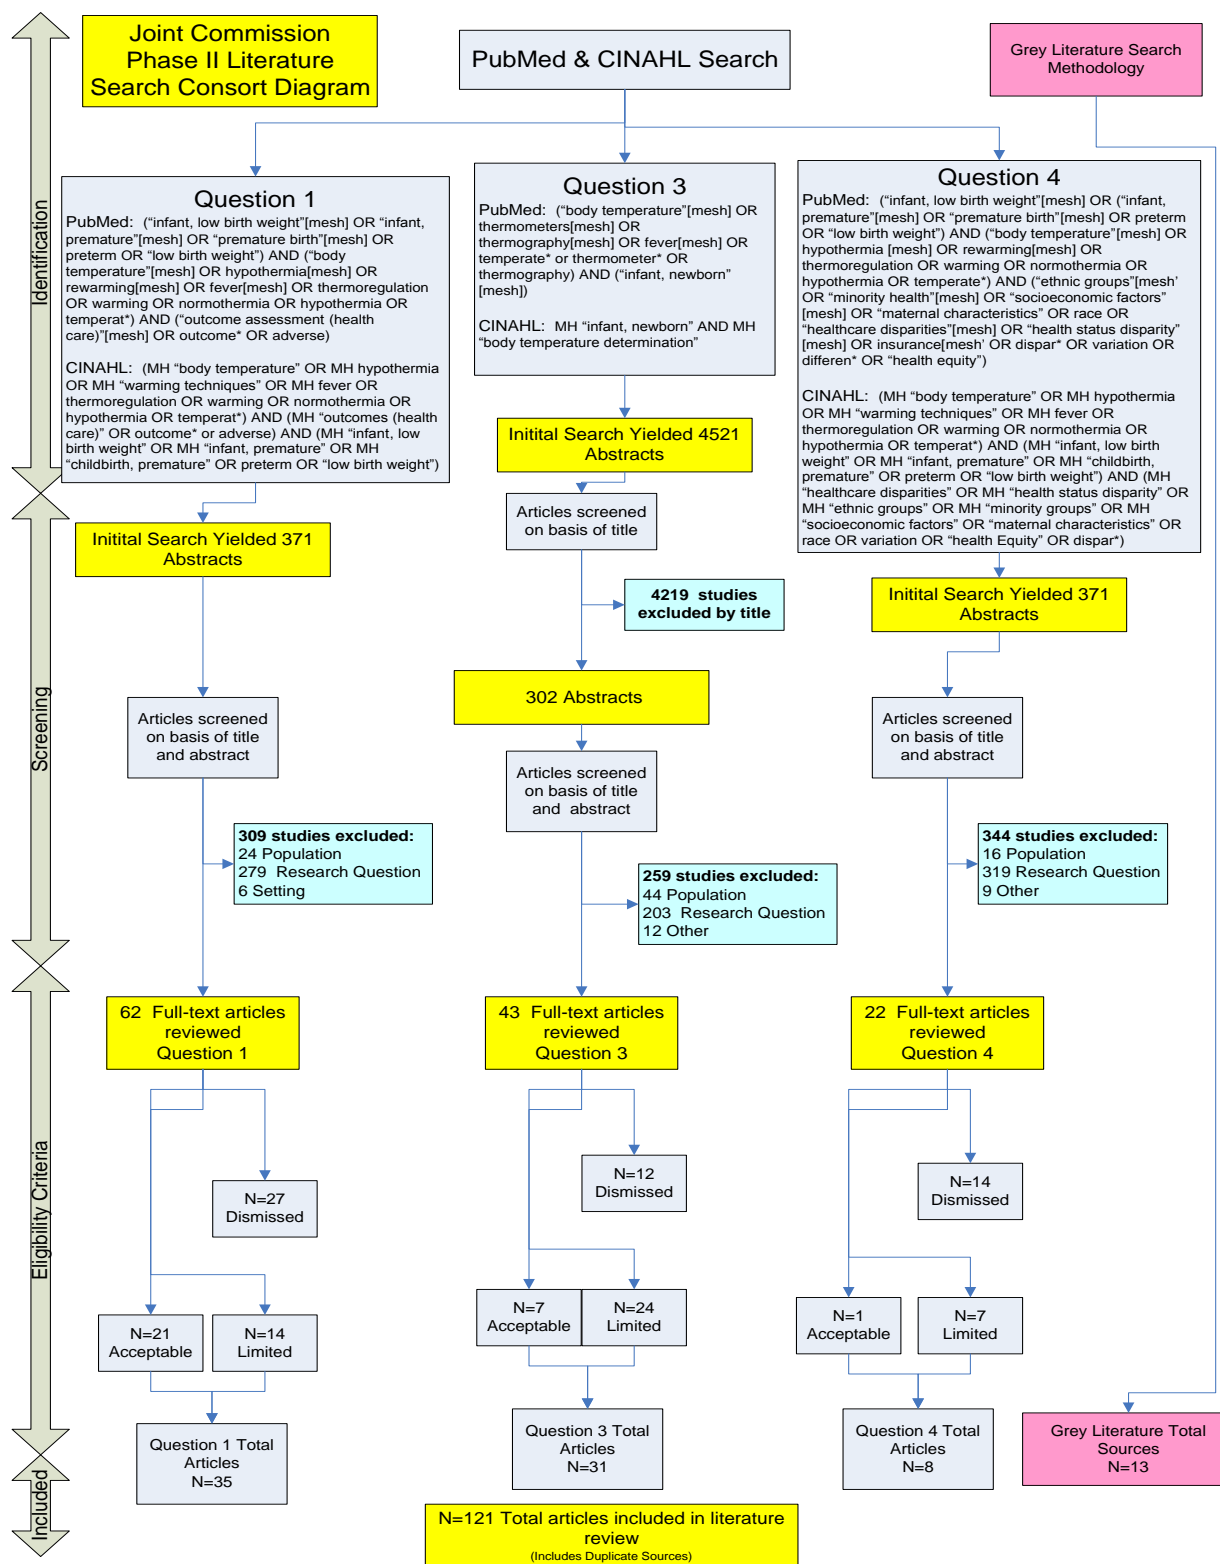 Joint Commission
Phase II Literature
Search Consort Diagram
PubMed & CINAHL Search
Grey Literature Search
Methodology
Identification
Question 1
PubMed: (“infant, low birth weight”[mesh] OR “infant,
premature”[mesh] OR “premature birth”[mesh] OR
preterm OR “low birth weight”) AND (“body
temperature”[mesh] OR hypothermia[mesh] OR
rewarming[mesh] OR fever[mesh] OR thermoregulation
OR warming OR normothermia OR hypothermia OR
temperat*) AND (“outcome assessment (health
care)”[mesh] OR outcome* OR adverse)
CINAHL: (MH “body temperature” OR MH hypothermia
OR MH “warming techniques” OR MH fever OR
thermoregulation OR warming OR normothermia OR
hypothermia OR temperat*) AND (MH “outcomes (health
care)” OR outcome* or adverse) AND (MH “infant, low
birth weight” OR MH “infant, premature” OR MH
“childbirth, premature” OR preterm OR “low birth weight”)
Question 3
PubMed: (“body temperature”[mesh] OR
thermometers[mesh] OR
thermography[mesh] OR fever[mesh] OR
temperate* or thermometer* OR
thermography) AND (“infant, newborn”
[mesh])
CINAHL: MH “infant, newborn” AND MH
“body temperature determination”
Question 4
PubMed: (“infant, low birth weight”[mesh] OR (“infant,
premature”[mesh] OR “premature birth”[mesh] OR preterm
OR “low birth weight”) AND (“body temperature”[mesh] OR
hypothermia [mesh] OR rewarming[mesh] OR
thermoregulation OR warming OR normothermia OR
hypothermia OR temperate*) AND (“ethnic groups”[mesh’
OR “minority health”[mesh] OR “socioeconomic factors”
[mesh] OR “maternal characteristics” OR race OR
“healthcare disparities”[mesh] OR “health status disparity”
[mesh] OR insurance[mesh’ OR dispar* OR variation OR
differen* OR “health equity”)
CINAHL: (MH “body temperature” OR MH hypothermia
OR MH “warming techniques” OR MH fever OR
thermoregulation OR warming OR normothermia OR
hypothermia OR temperat*) AND (MH “infant, low birth
weight” OR MH “infant, premature” OR MH “childbirth,
premature” OR preterm OR “low birth weight”) AND (MH
“healthcare disparities” OR MH “health status disparity” OR
MH “ethnic groups” OR MH “minority groups” OR MH
“socioeconomic factors” OR “maternal characteristics” OR
race OR variation OR “health Equity” OR dispar*)
Initital Search Yielded 4521
Abstracts
Screening
Initital Search Yielded 371
Abstracts
Articles screened
on basis of title
Initital Search Yielded 371
Abstracts
4219 studies
excluded by title
302 Abstracts
Articles screened
on basis of title
and abstract
Articles screened
on basis of title
and abstract
Articles screened
on basis of title
and abstract
309 studies excluded:
24 Population
279 Research Question
6 Setting
259 studies excluded:
44 Population
203 Research Question
12 Other
344 studies excluded:
16 Population
319 Research Question
9 Other
Eligibility Criteria
62 Full-text articles
reviewed
Question 1
43 Full-text articles
reviewed
Question 3
22 Full-text articles
reviewed
Question 4
N=27
Dismissed
N=12
Dismissed
N=14
Dismissed
N=21
Acceptable
N=14
Limited
N=7
Acceptable
N=24
Limited
N=1
Acceptable
N=7
Limited
Included
Question 1 Total
Articles
N=35
Question 3 Total
Articles
N=31
Question 4 Total
Articles
N=8
Grey Literature Total
Sources
N=13
N=121 Total articles included in literature
review
(Includes Duplicate Sources)